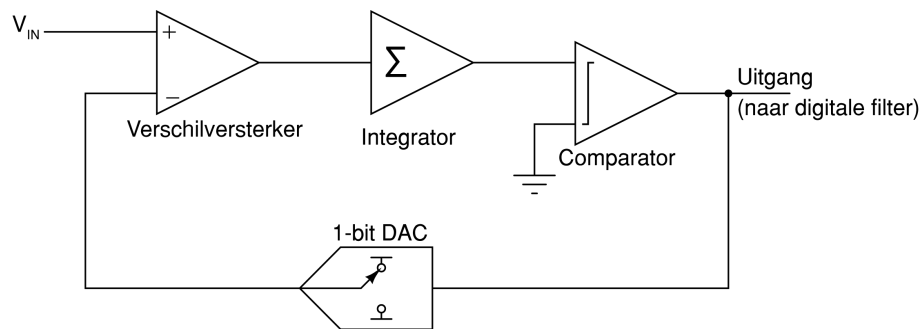 V_IN
+
−
Verschilversterker
Σ
Integrator
Comparator
Uitgang
(naar digitale filter)
1-bit DAC